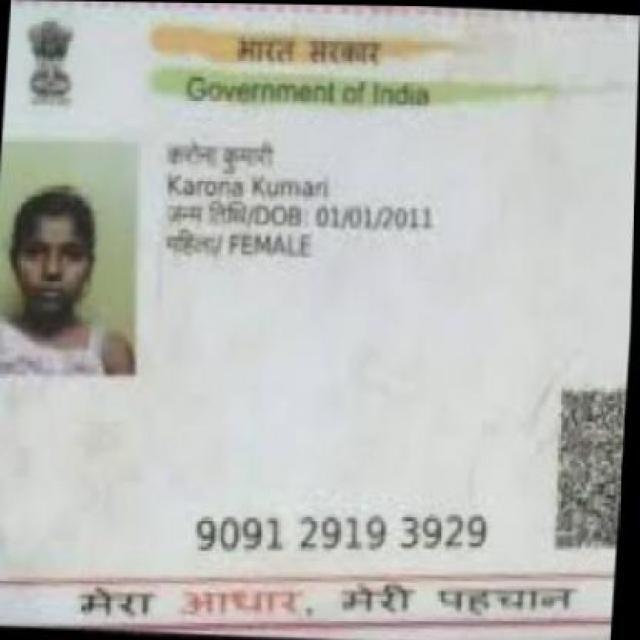 भारत सरकार
Government of India
करोना कुमारी
Karona Kumari
जन्म तिथि/DOB: 01/01/2011
महिला/ FEMALE
9091 2919 3929
मेरा आधार, मेरी पहचान